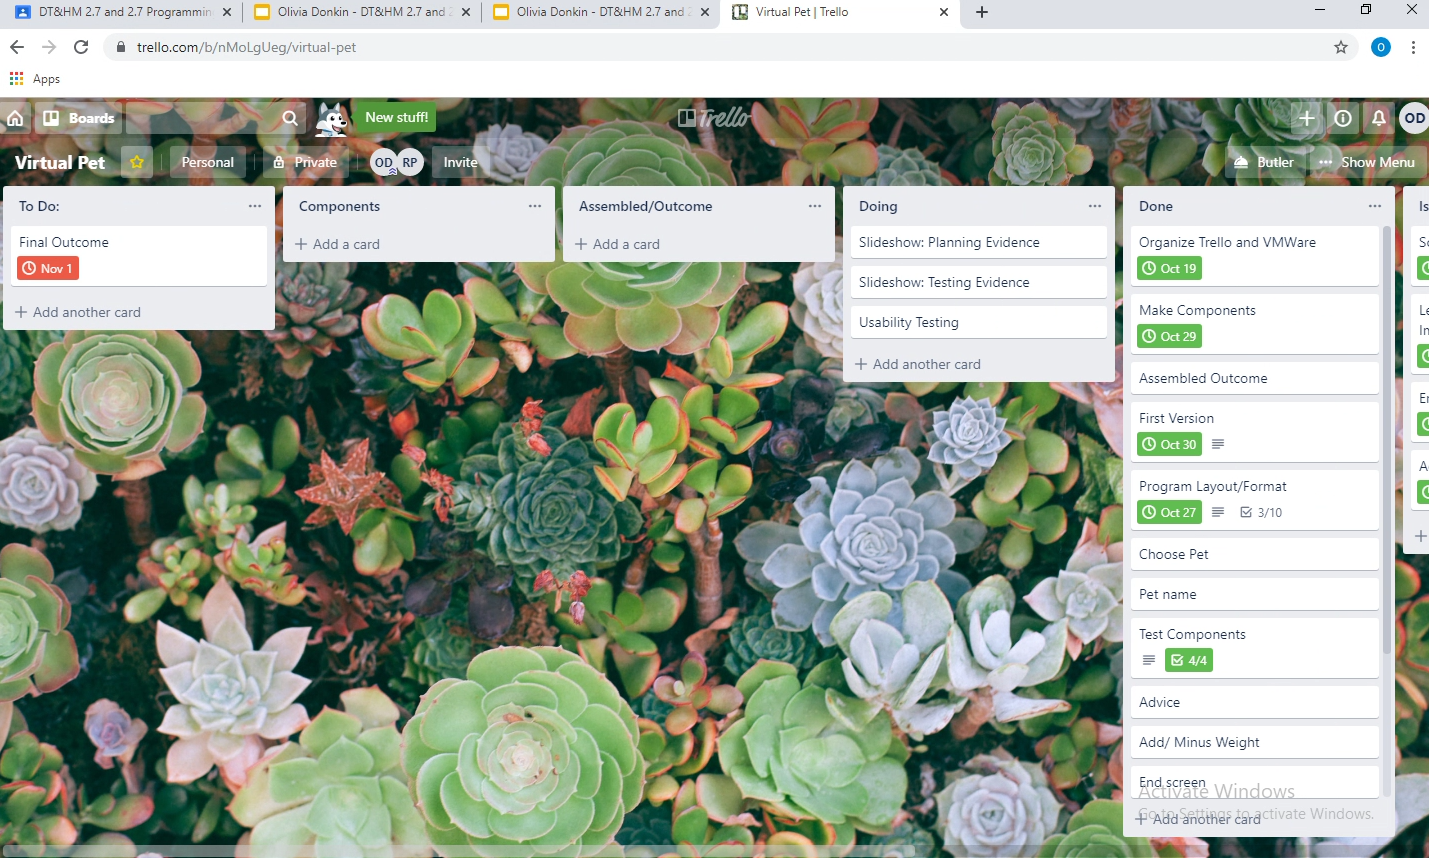 DT&HM 2.7 and 2.7 Programmin
Olivia Donkin - DT&HM 2.7 and 2
Olivia Donkin - DT&HM 2.7 and 2
Virtual Pet | Trello
trello.com/b/nMoLgUeg/virtual-pet
O
Apps
Boards
New stuff!
Trello
OD
Virtual Pet
Personal
Private
OD
RP
Invite
Butler
Show Menu
To Do:
Final Outcome
Nov 1
Add another card
Components
Add a card
Assembled/Outcome
Add a card
Doing
Slideshow: Planning Evidence
Slideshow: Testing Evidence
Usability Testing
Add another card
Done
Organize Trello and VMWare
Oct 19
Make Components
Oct 29
Assembled Outcome
First Version
Oct 30
Program Layout/Format
Oct 27
3/10
Choose Pet
Pet name
Test Components
4/4
Advice
Add/ Minus Weight
End screen
Add another card
Is
So
Le
In
Activate Windows
Go to Settings to activate Windows.